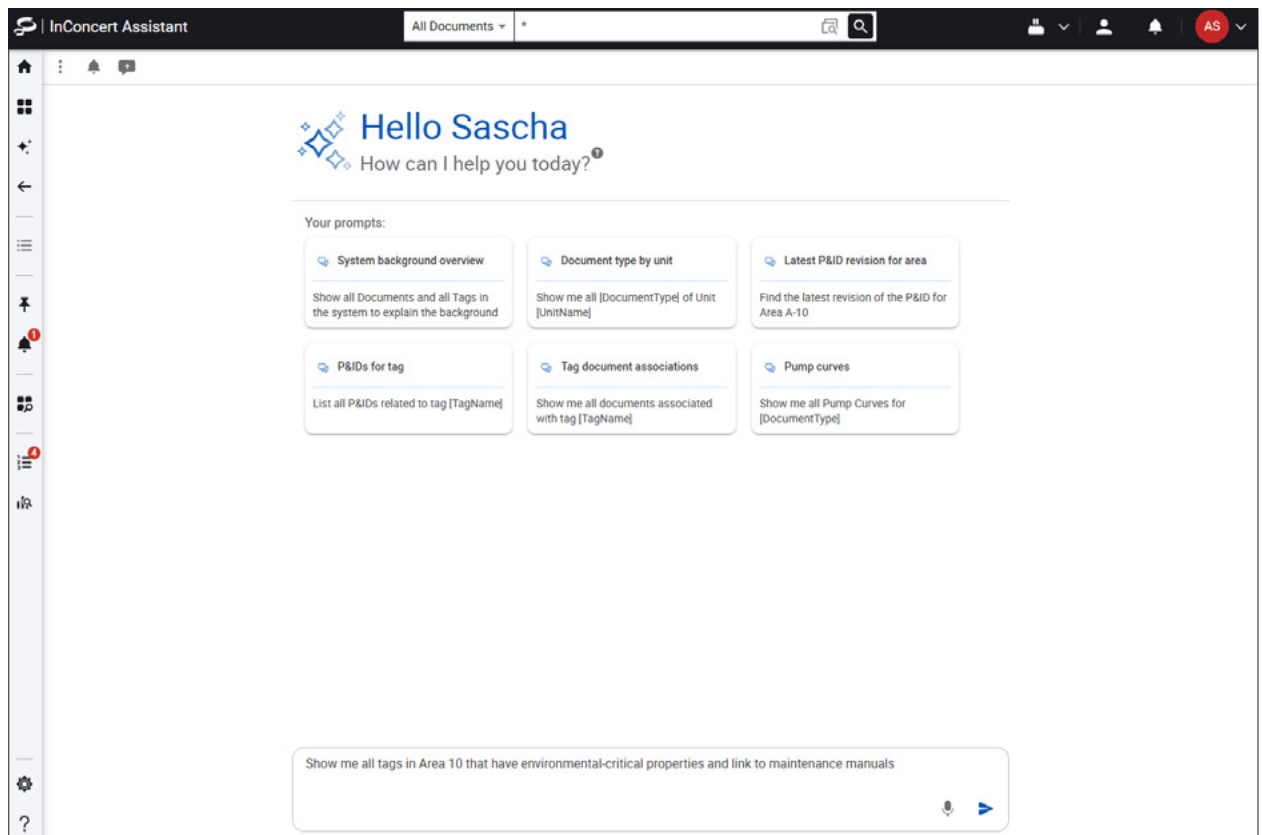 InConcert Assistant
All Documents
*
AS
Hello Sascha
How can I help you today?
?
Your prompts:
System background overview
Show all Documents and all Tags in
the system to explain the background
Document type by unit
Show me all [DocumentType] of Unit
[UnitName]
Latest P&ID revision for area
Find the latest revision of the P&ID for
Area A-10
1
P&IDs for tag
List all P&IDs related to tag [TagName]
Tag document associations
Show me all documents associated
with tag [TagName]
Pump curves
Show me all Pump Curves for
[DocumentType]
4
Show me all tags in Area 10 that have environmental-critical properties and link to maintenance manuals
?